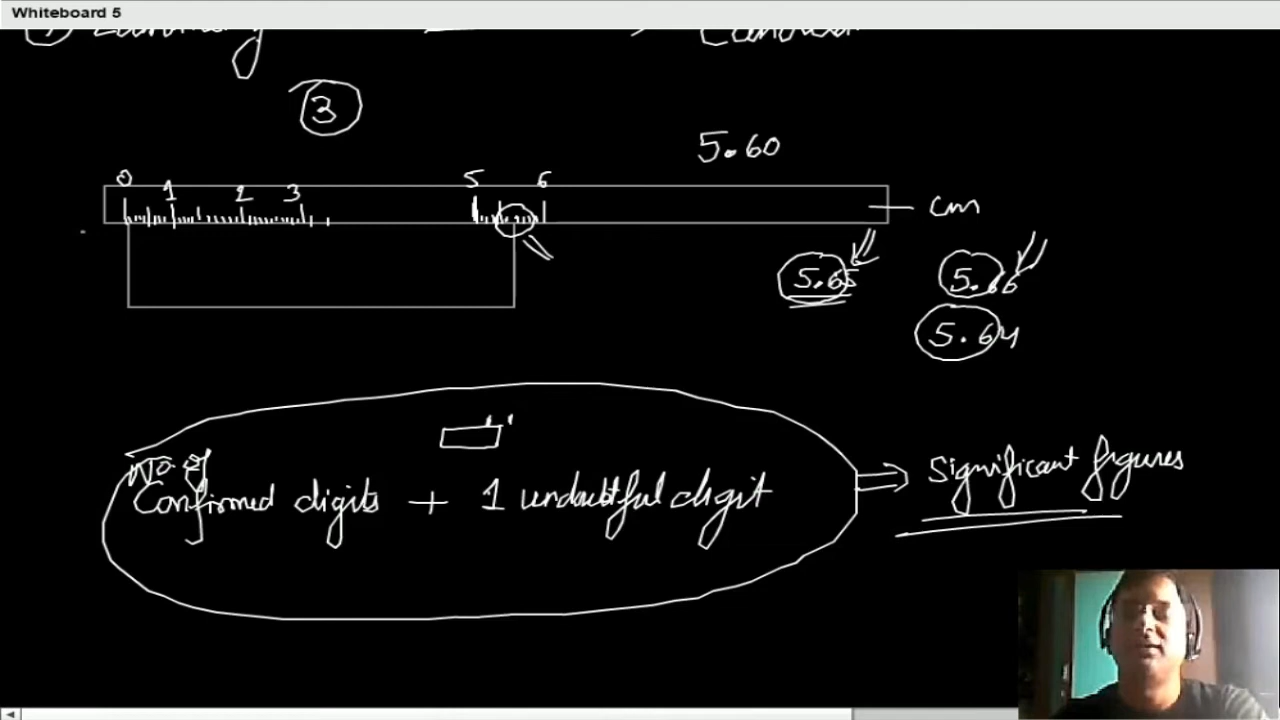 Whiteboard 5
3
5.60
0 1 2 3 5 6
cm
5.65 5.66
5.64
No. of
Confirmed digits + 1 undoubtful digit ⇒ Significant figures